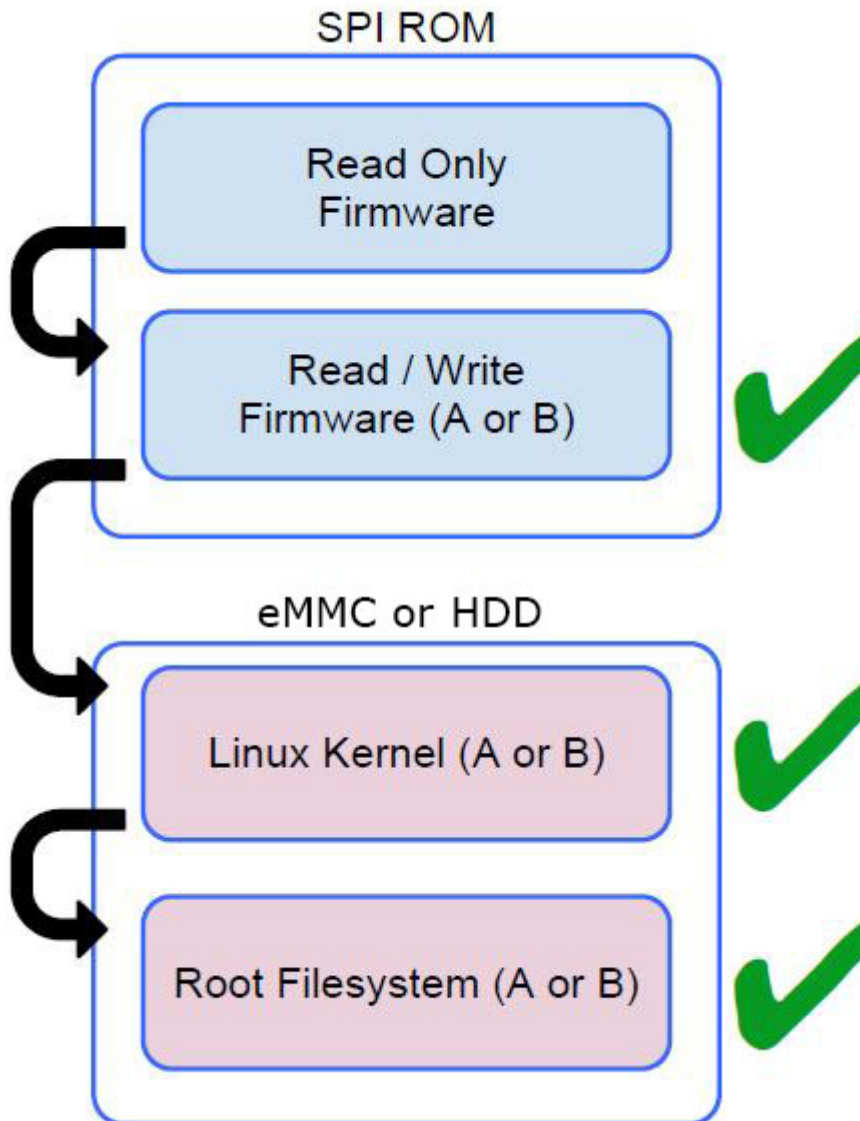 SPI ROM
Read Only
Firmware
Read / Write
Firmware (A or B)
eMMC or HDD
Linux Kernel (A or B)
Root Filesystem (A or B)